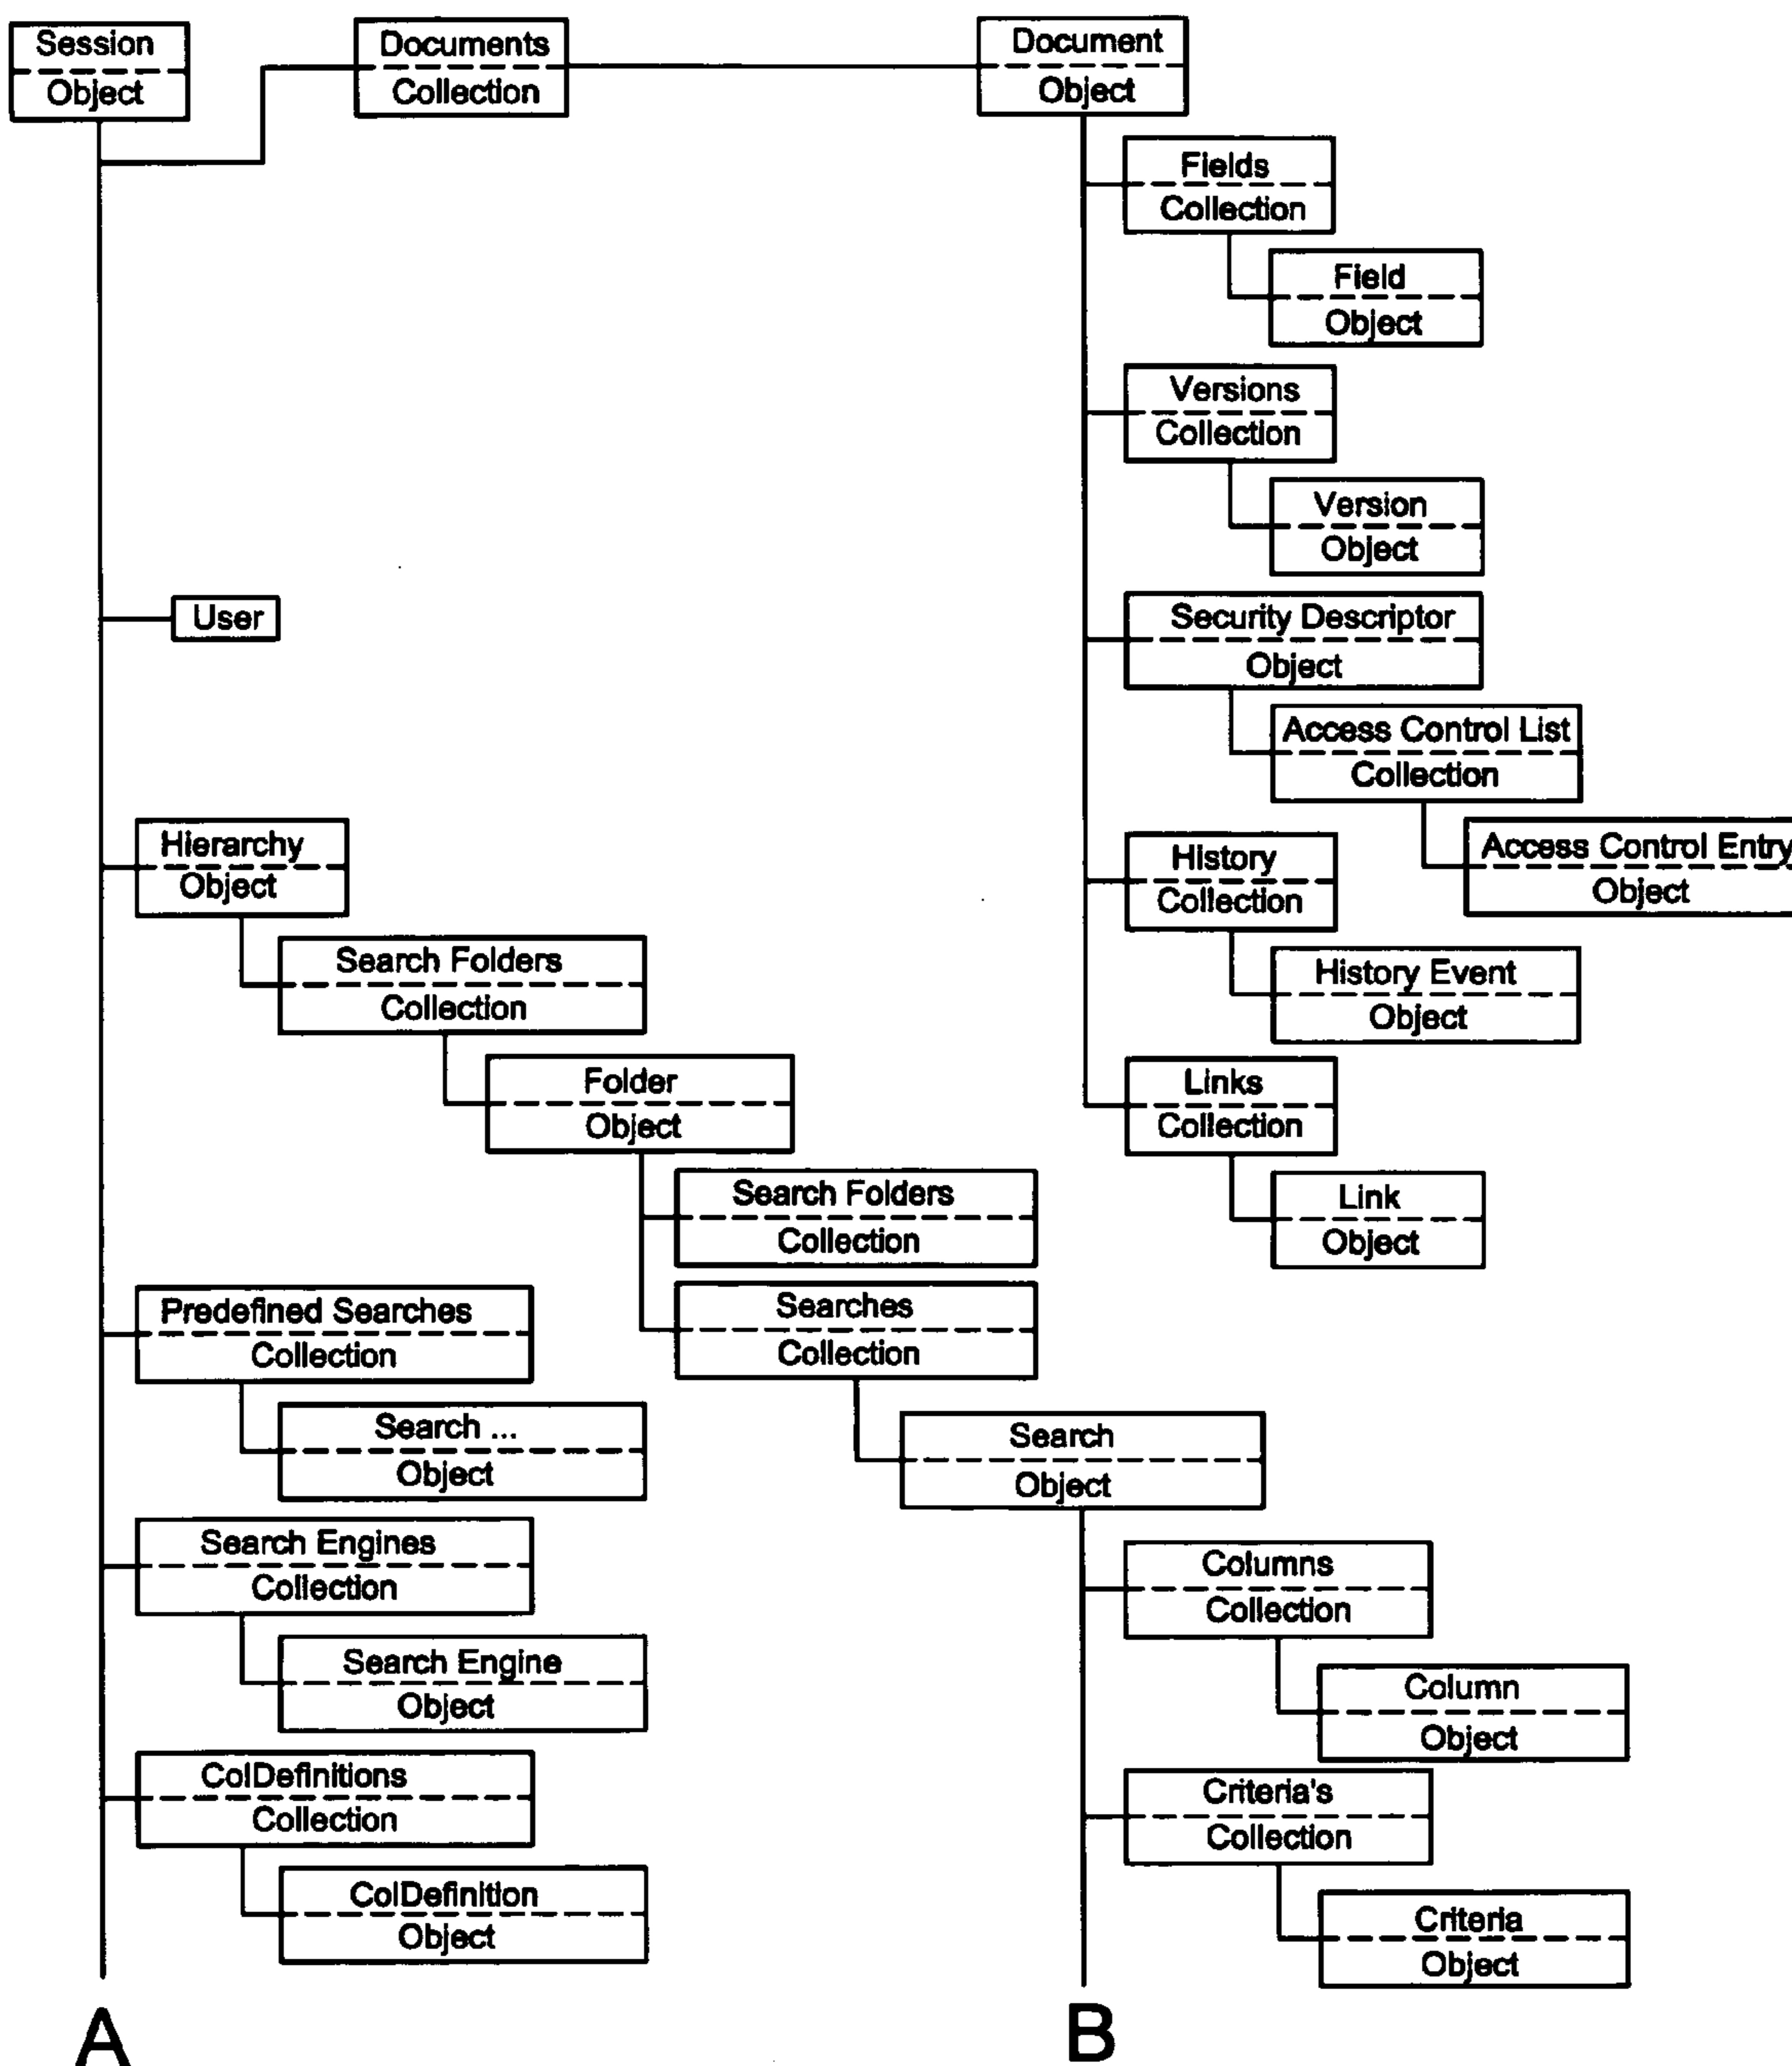 Session
Object
Documents
Collection
Document
Object
Fields
Collection
Field
Object
Versions
Collection
Version
Object
User
Security Descriptor
Object
Access Control List
Collection
Access Control Entry
Object
Hierarchy
Object
History
Collection
Search Folders
Collection
History Event
Object
Folder
Object
Links
Collection
Search Folders
Collection
Link
Object
Predefined Searches
Collection
Searches
Collection
Search ...
Object
Search
Object
Search Engines
Collection
Columns
Collection
Search Engine
Object
Column
Object
ColDefinitions
Collection
Criteria's
Collection
ColDefinition
Object
Criteria
Object
A
B